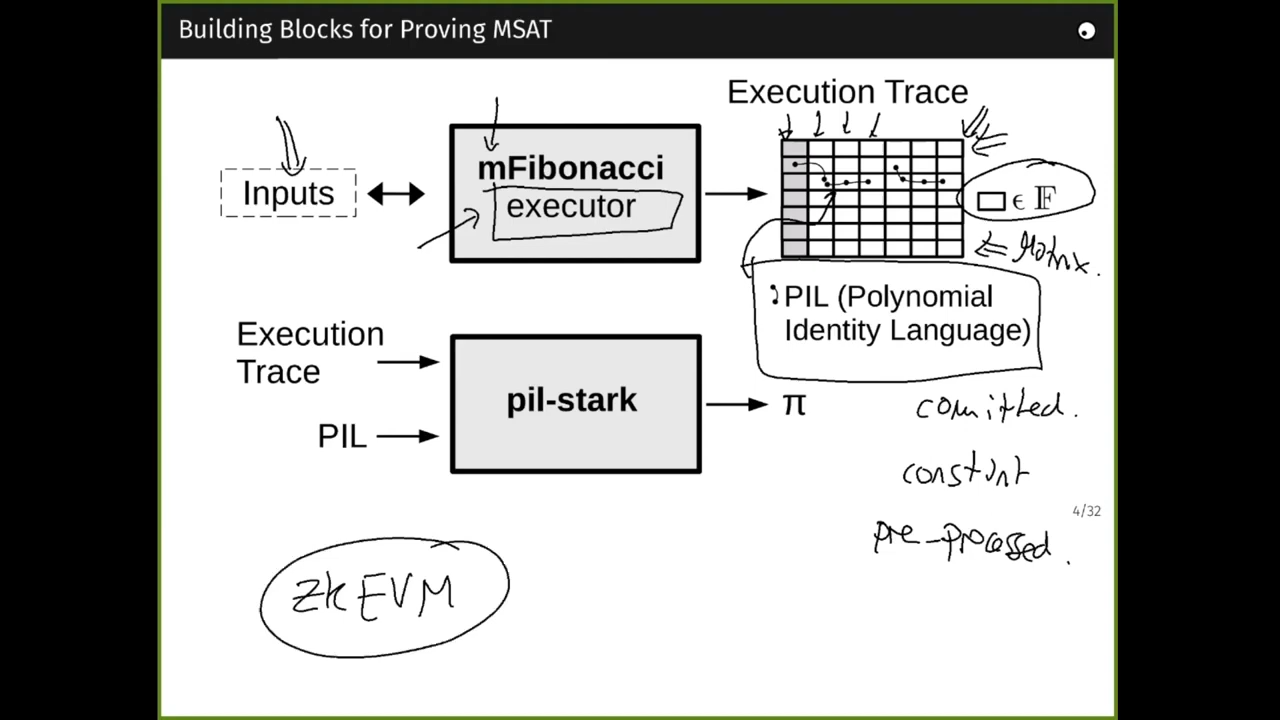 Building Blocks for Proving MSAT
Execution Trace
Inputs
mFibonacci
executor
□ ∈ 𝔽
Matrix.
PIL (Polynomial
Identity Language)
Execution
Trace
PIL
pil-stark
π
comitted.
constant
pre-processed.
4/32
zkEVM